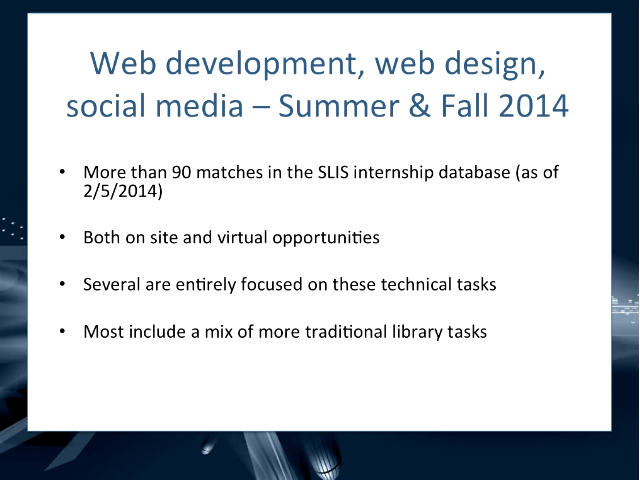 Web development, web design,
social media – Summer & Fall 2014
• More than 90 matches in the SLIS internship database (as of
2/5/2014)
• Both on site and virtual opportunities
• Several are entirely focused on these technical tasks
• Most include a mix of more traditional library tasks